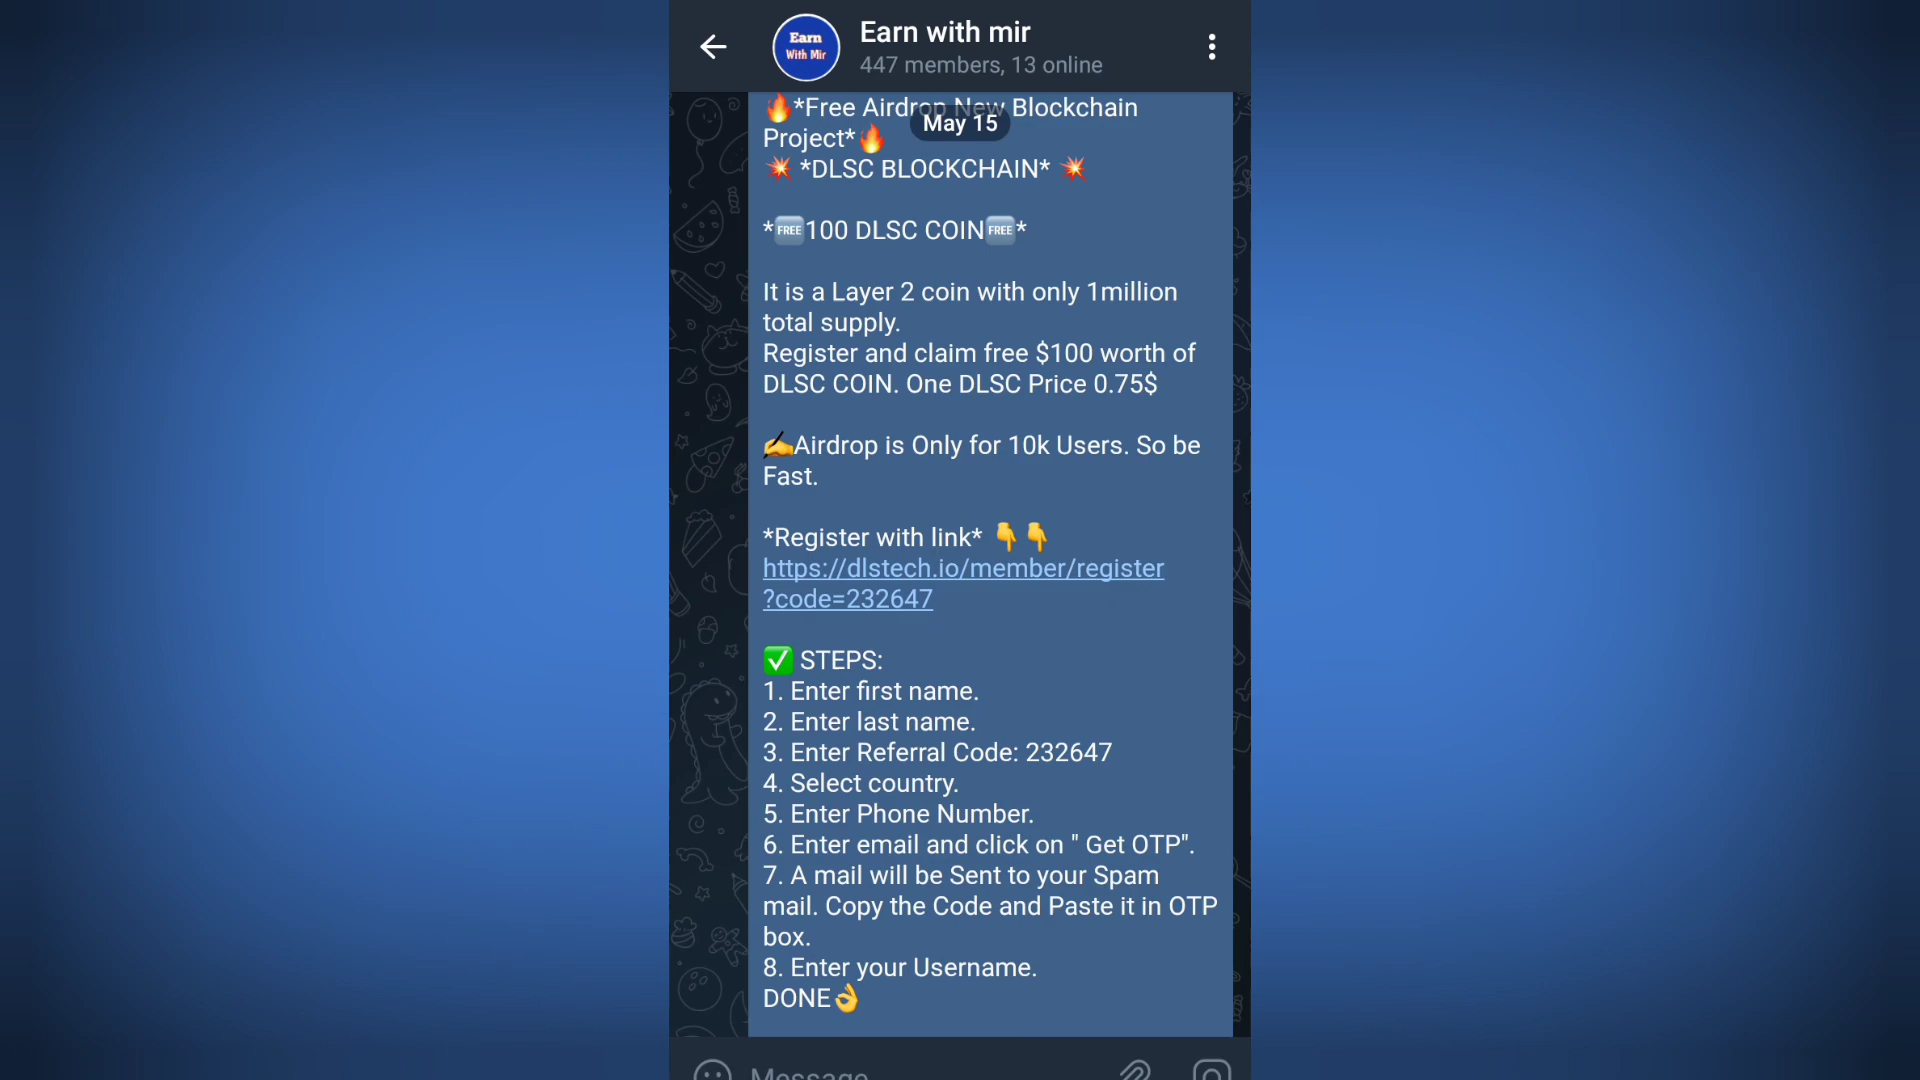 Earn
With Mir
Earn with mir
447 members, 13 online
🔥*Free Airdrop New Blockchain
Project*🔥
May 15
💥 *DLSC BLOCKCHAIN* 💥
*🆓100 DLSC COIN🆓*
It is a Layer 2 coin with only 1million
total supply.
Register and claim free $100 worth of
DLSC COIN. One DLSC Price 0.75$
✍Airdrop is Only for 10k Users. So be
Fast.
*Register with link* 👇👇
https://dlstech.io/member/register
?code=232647
✅ STEPS:
1. Enter first name.
2. Enter last name.
3. Enter Referral Code: 232647
4. Select country.
5. Enter Phone Number.
6. Enter email and click on " Get OTP".
7. A mail will be Sent to your Spam
mail. Copy the Code and Paste it in OTP
box.
8. Enter your Username.
DONE👌
Message